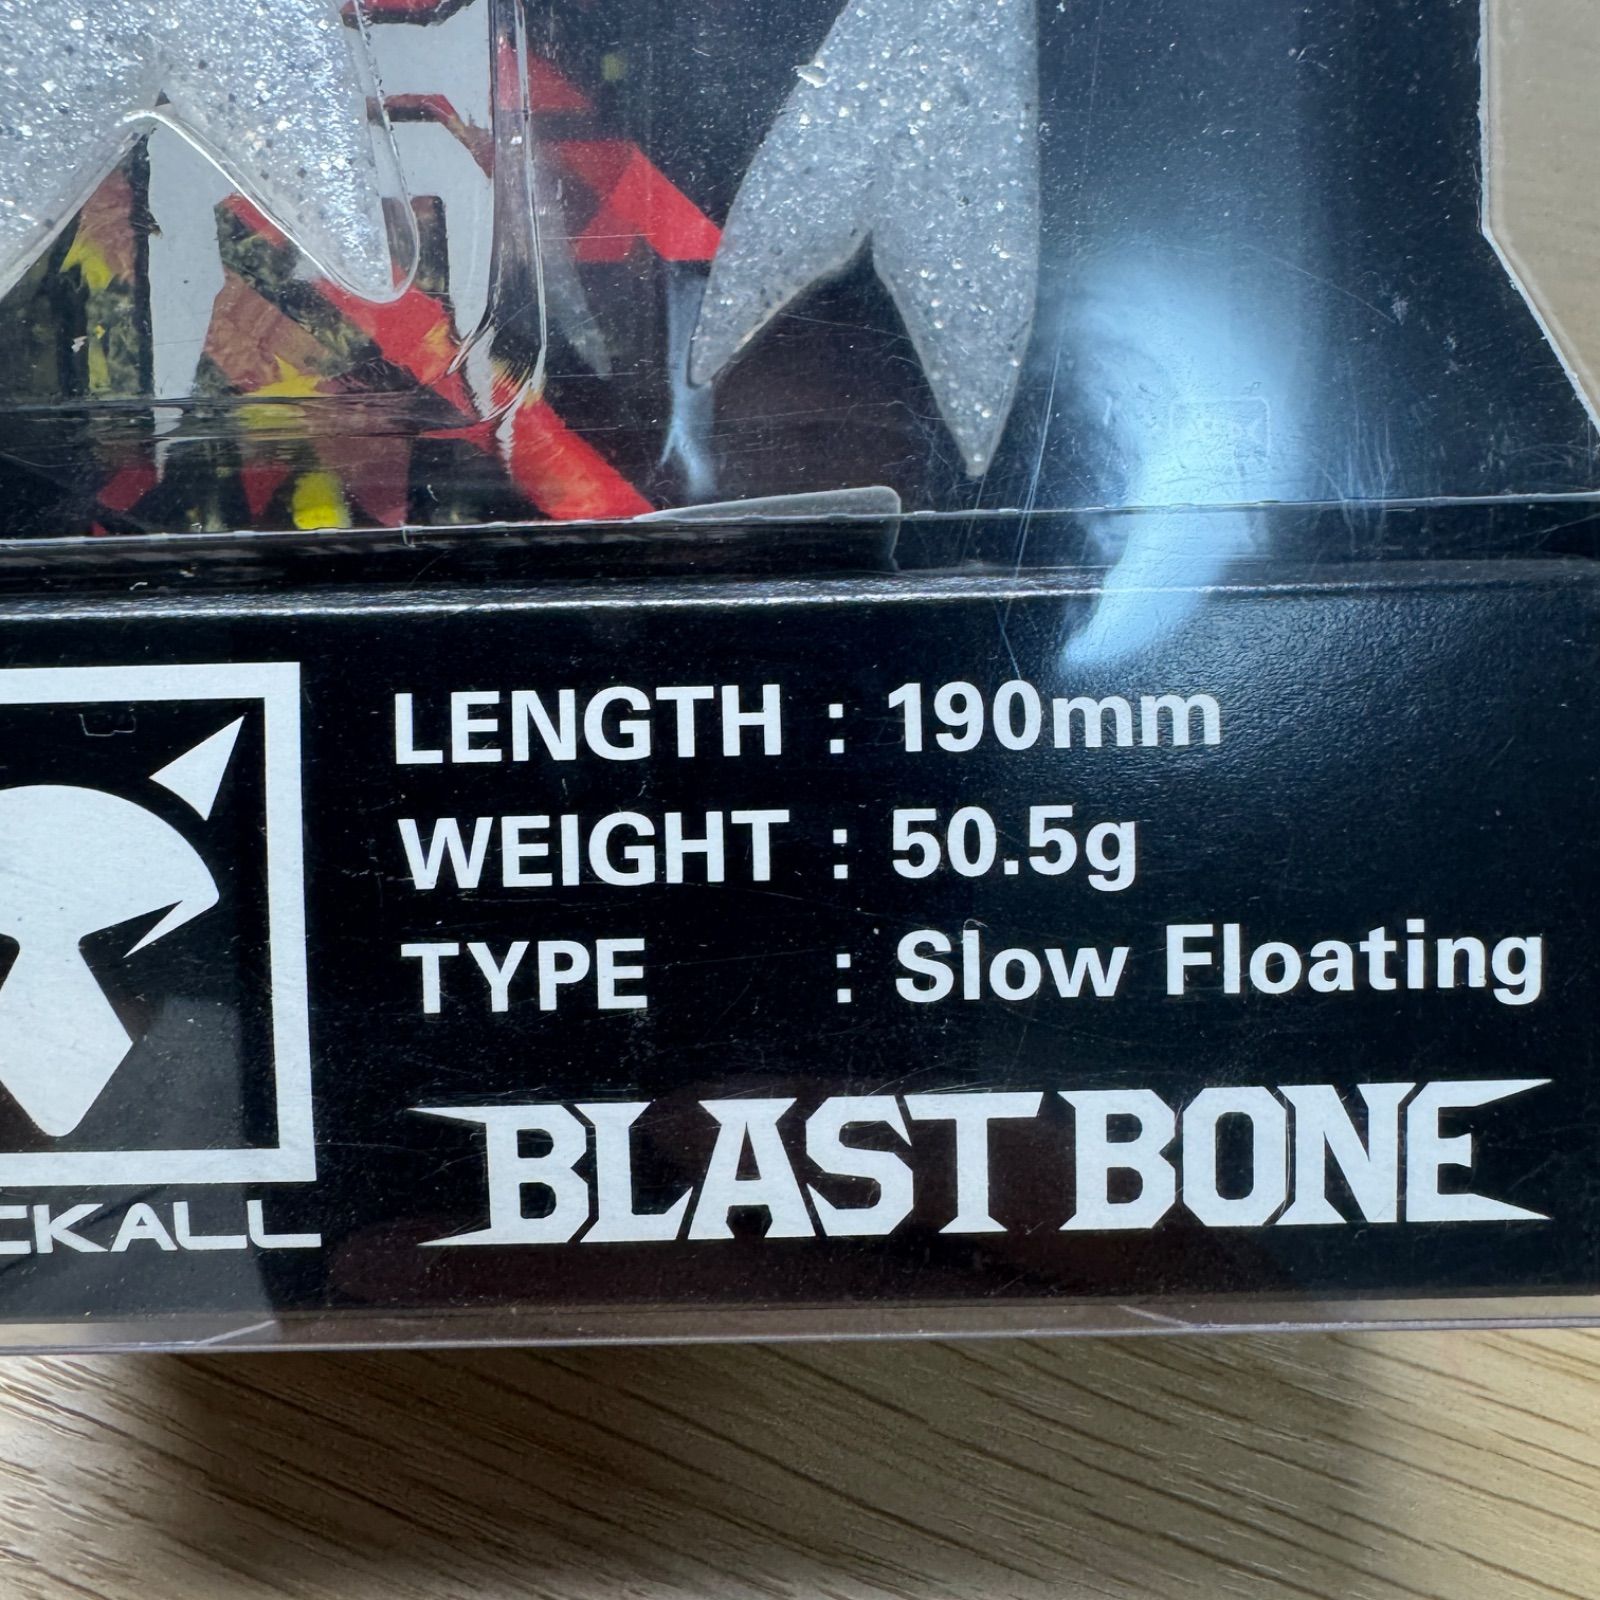 LENGTH : 190mm
WEIGHT : 50.5g
TYPE : Slow Floating
CKALL
BLAST BONE